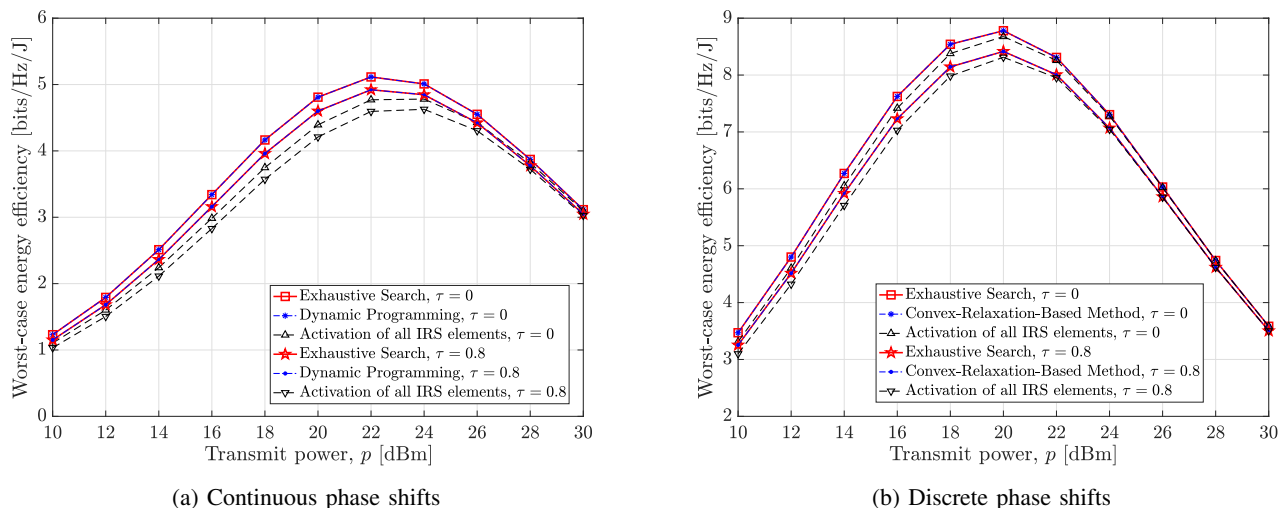 Worst-case energy efficiency [bits/Hz/J]
6
5
4
3
2
1
0
Exhaustive Search, τ = 0
Dynamic Programming, τ = 0
Activation of all IRS elements, τ = 0
Exhaustive Search, τ = 0.8
Dynamic Programming, τ = 0.8
Activation of all IRS elements, τ = 0.8
10 12 14 16 18 20 22 24 26 28 30
Transmit power, p [dBm]
(a) Continuous phase shifts
Worst-case energy efficiency [bits/Hz/J]
9
8
7
6
5
4
3
2
Exhaustive Search, τ = 0
Convex-Relaxation-Based Method, τ = 0
Activation of all IRS elements, τ = 0
Exhaustive Search, τ = 0.8
Convex-Relaxation-Based Method, τ = 0.8
Activation of all IRS elements, τ = 0.8
10 12 14 16 18 20 22 24 26 28 30
Transmit power, p [dBm]
(b) Discrete phase shifts